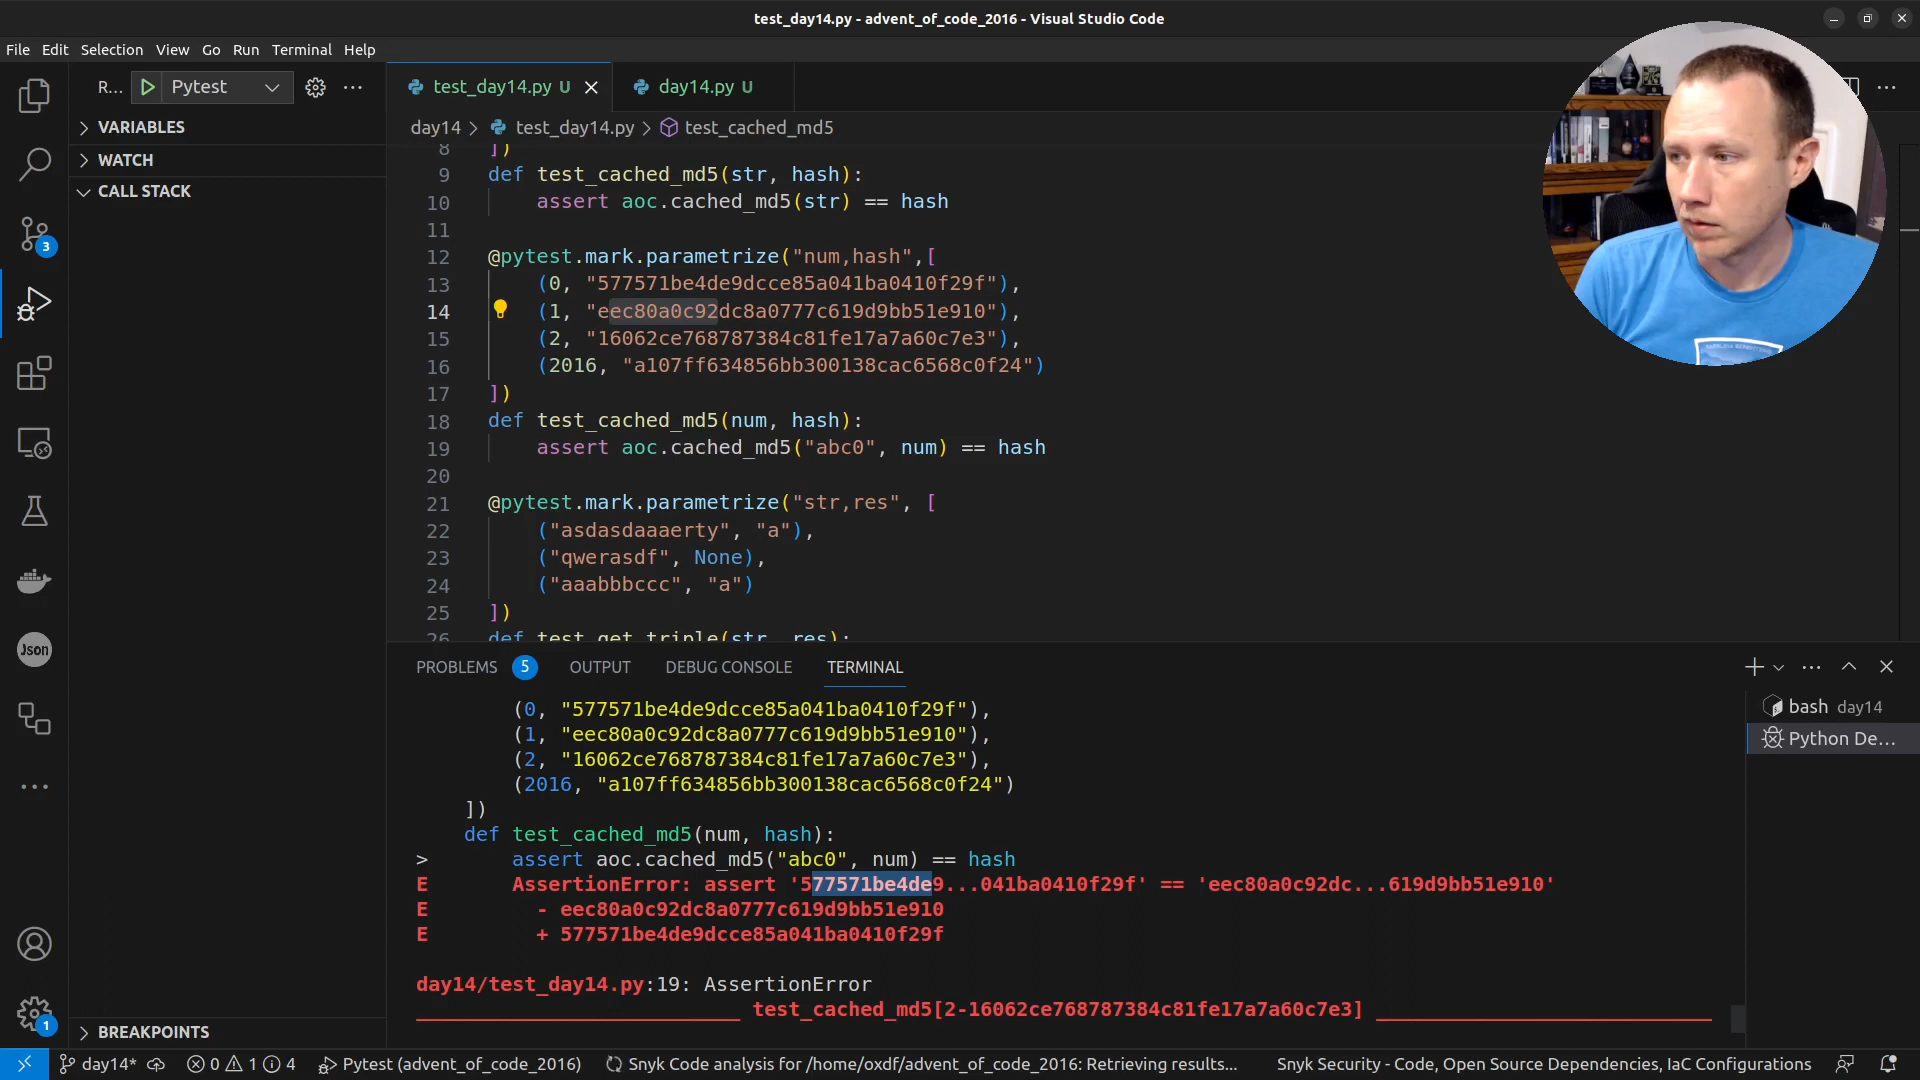 test_day14.py - advent_of_code_2016 - Visual Studio Code
File Edit Selection View Go Run Terminal Help
R... Pytest
test_day14.py U
day14.py U
VARIABLES
WATCH
CALL STACK
BREAKPOINTS
day14 > test_day14.py > test_cached_md5
8 ])
9 def test_cached_md5(str, hash):
10 assert aoc.cached_md5(str) == hash
11
12 @pytest.mark.parametrize("num,hash",[
13 (0, "577571be4de9dcce85a041ba0410f29f"),
14 (1, "eec80a0c92dc8a0777c619d9bb51e910"),
15 (2, "16062ce768787384c81fe17a7a60c7e3"),
16 (2016, "a107ff634856bb300138cac6568c0f24")
17 ])
18 def test_cached_md5(num, hash):
19 assert aoc.cached_md5("abc0", num) == hash
20
21 @pytest.mark.parametrize("str,res", [
22 ("asdasdaaaerty", "a"),
23 ("qwerasdf", None),
24 ("aaabbbccc", "a")
25 ])
26 def test_get_triple(str, res):
3
Json
1
PROBLEMS 5 OUTPUT DEBUG CONSOLE TERMINAL
bash day14
Python De...
(0, "577571be4de9dcce85a041ba0410f29f"),
(1, "eec80a0c92dc8a0777c619d9bb51e910"),
(2, "16062ce768787384c81fe17a7a60c7e3"),
(2016, "a107ff634856bb300138cac6568c0f24")
])
def test_cached_md5(num, hash):
> assert aoc.cached_md5("abc0", num) == hash
E AssertionError: assert '577571be4de9...041ba0410f29f' == 'eec80a0c92dc...619d9bb51e910'
E - eec80a0c92dc8a0777c619d9bb51e910
E + 577571be4de9dcce85a041ba0410f29f
day14/test_day14.py:19: AssertionError
___________________________ test_cached_md5[2-16062ce768787384c81fe17a7a60c7e3] ____________________________
day14* 0 1 4 Pytest (advent_of_code_2016) Snyk Code analysis for /home/oxdf/advent_of_code_2016: Retrieving results... Snyk Security - Code, Open Source Dependencies, IaC Configurations